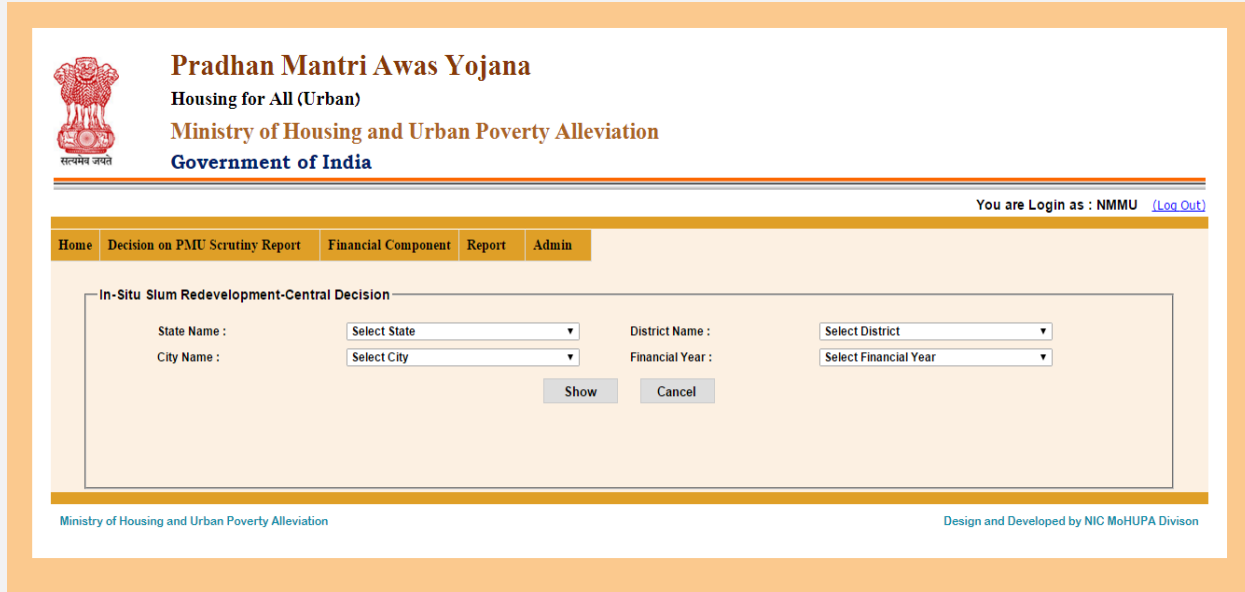 Pradhan Mantri Awas Yojana
Housing for All (Urban)
Ministry of Housing and Urban Poverty Alleviation
सत्यमेव जयते
Government of India
You are Login as : NMMU (Log Out)
Home Decision on PMU Scrutiny Report Financial Component Report Admin
In-Situ Slum Redevelopment-Central Decision
State Name : Select State District Name : Select District
City Name : Select City Financial Year : Select Financial Year
Show Cancel
Ministry of Housing and Urban Poverty Alleviation Design and Developed by NIC MoHUPA Divison